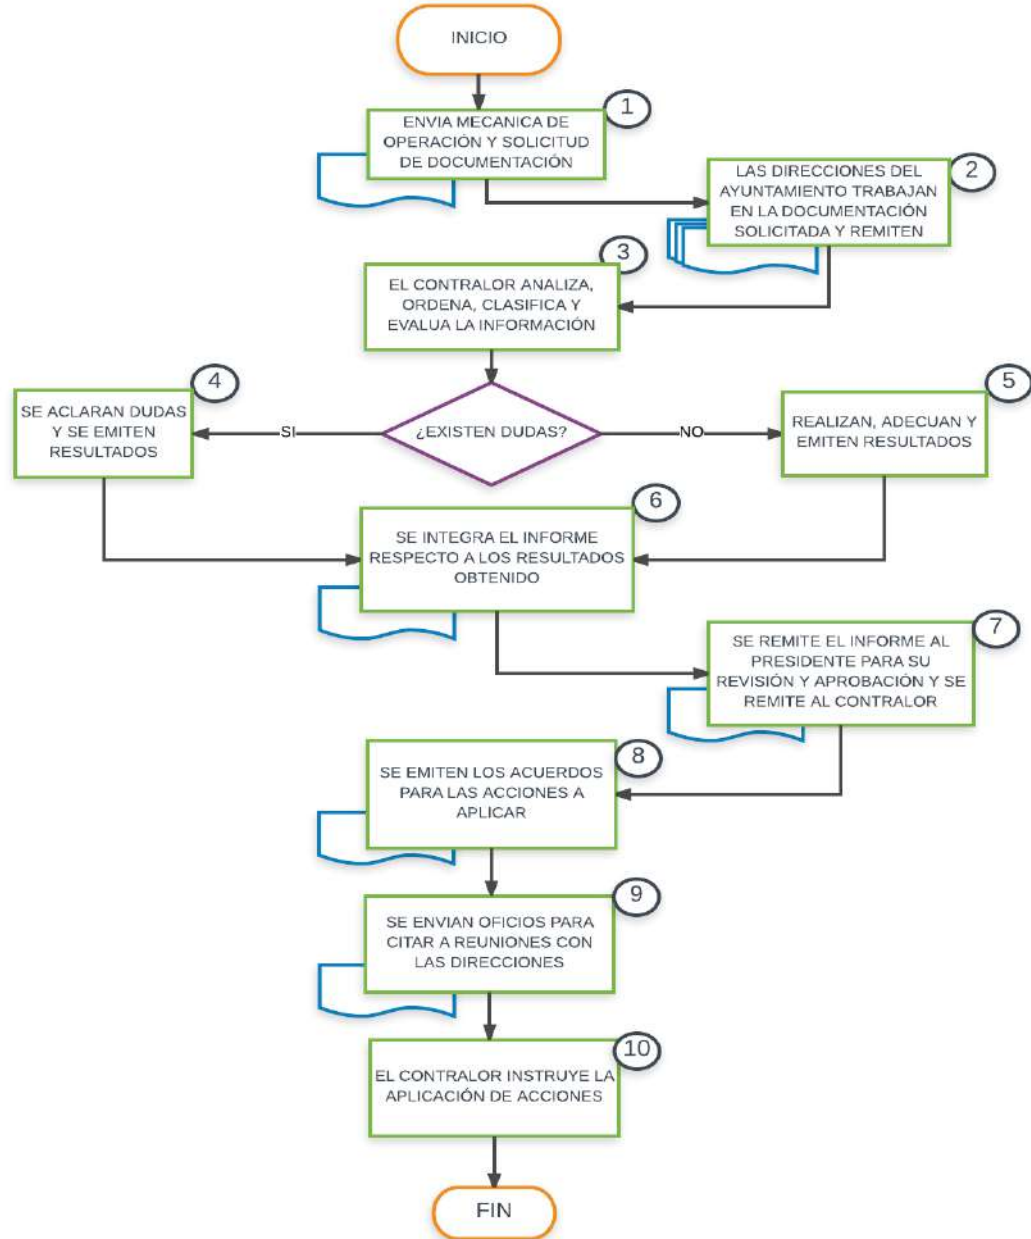 INICIO
1
ENVIA MECANICA DE
OPERACIÓN Y SOLICITUD
DE DOCUMENTACIÓN
2
LAS DIRECCIONES DEL
AYUNTAMIENTO TRABAJAN
EN LA DOCUMENTACIÓN
SOLICITADA Y REMITEN
3
EL CONTRALOR ANALIZA,
ORDENA, CLASIFICA Y
EVALUA LA INFORMACIÓN
¿EXISTEN DUDAS?
SI
NO
4
SE ACLARAN DUDAS
Y SE EMITEN
RESULTADOS
5
REALIZAN, ADECUAN Y
EMITEN RESULTADOS
6
SE INTEGRA EL INFORME
RESPECTO A LOS RESULTADOS
OBTENIDO
7
SE REMITE EL INFORME AL
PRESIDENTE PARA SU
REVISIÓN Y APROBACIÓN Y SE
REMITE AL CONTRALOR
8
SE EMITEN LOS ACUERDOS
PARA LAS ACCIONES A
APLICAR
9
SE ENVIAN OFICIOS PARA
CITAR A REUNIONES CON
LAS DIRECCIONES
10
EL CONTRALOR INSTRUYE LA
APLICACIÓN DE ACCIONES
FIN